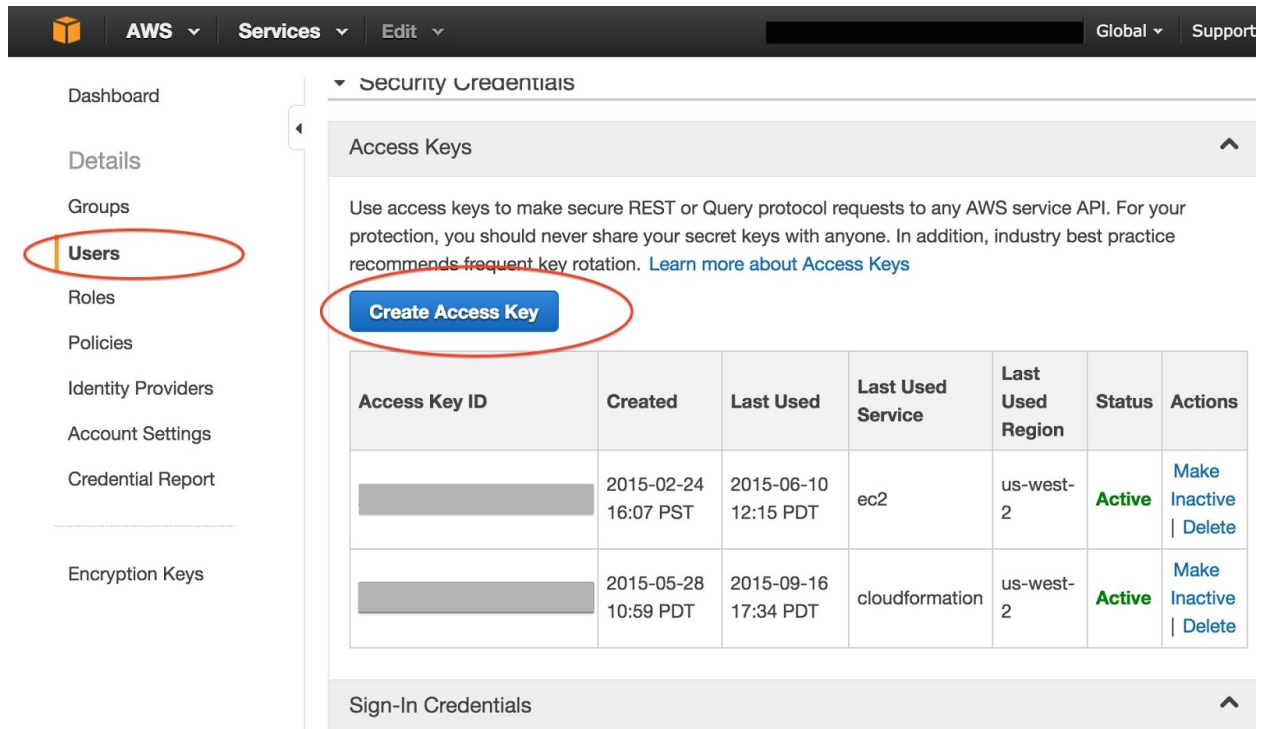 AWS Services Edit Global Support
Dashboard
Details
Groups
Users
Roles
Policies
Identity Providers
Account Settings
Credential Report
Encryption Keys
Security Credentials
Access Keys
Use access keys to make secure REST or Query protocol requests to any AWS service API. For your
protection, you should never share your secret keys with anyone. In addition, industry best practice
recommends frequent key rotation. Learn more about Access Keys
Create Access Key
Access Key ID Created Last Used Last Used Service Last Used Region Status Actions
2015-02-24 16:07 PST 2015-06-10 12:15 PDT ec2 us-west-2 Active Make Inactive | Delete
2015-05-28 10:59 PDT 2015-09-16 17:34 PDT cloudformation us-west-2 Active Make Inactive | Delete
Sign-In Credentials